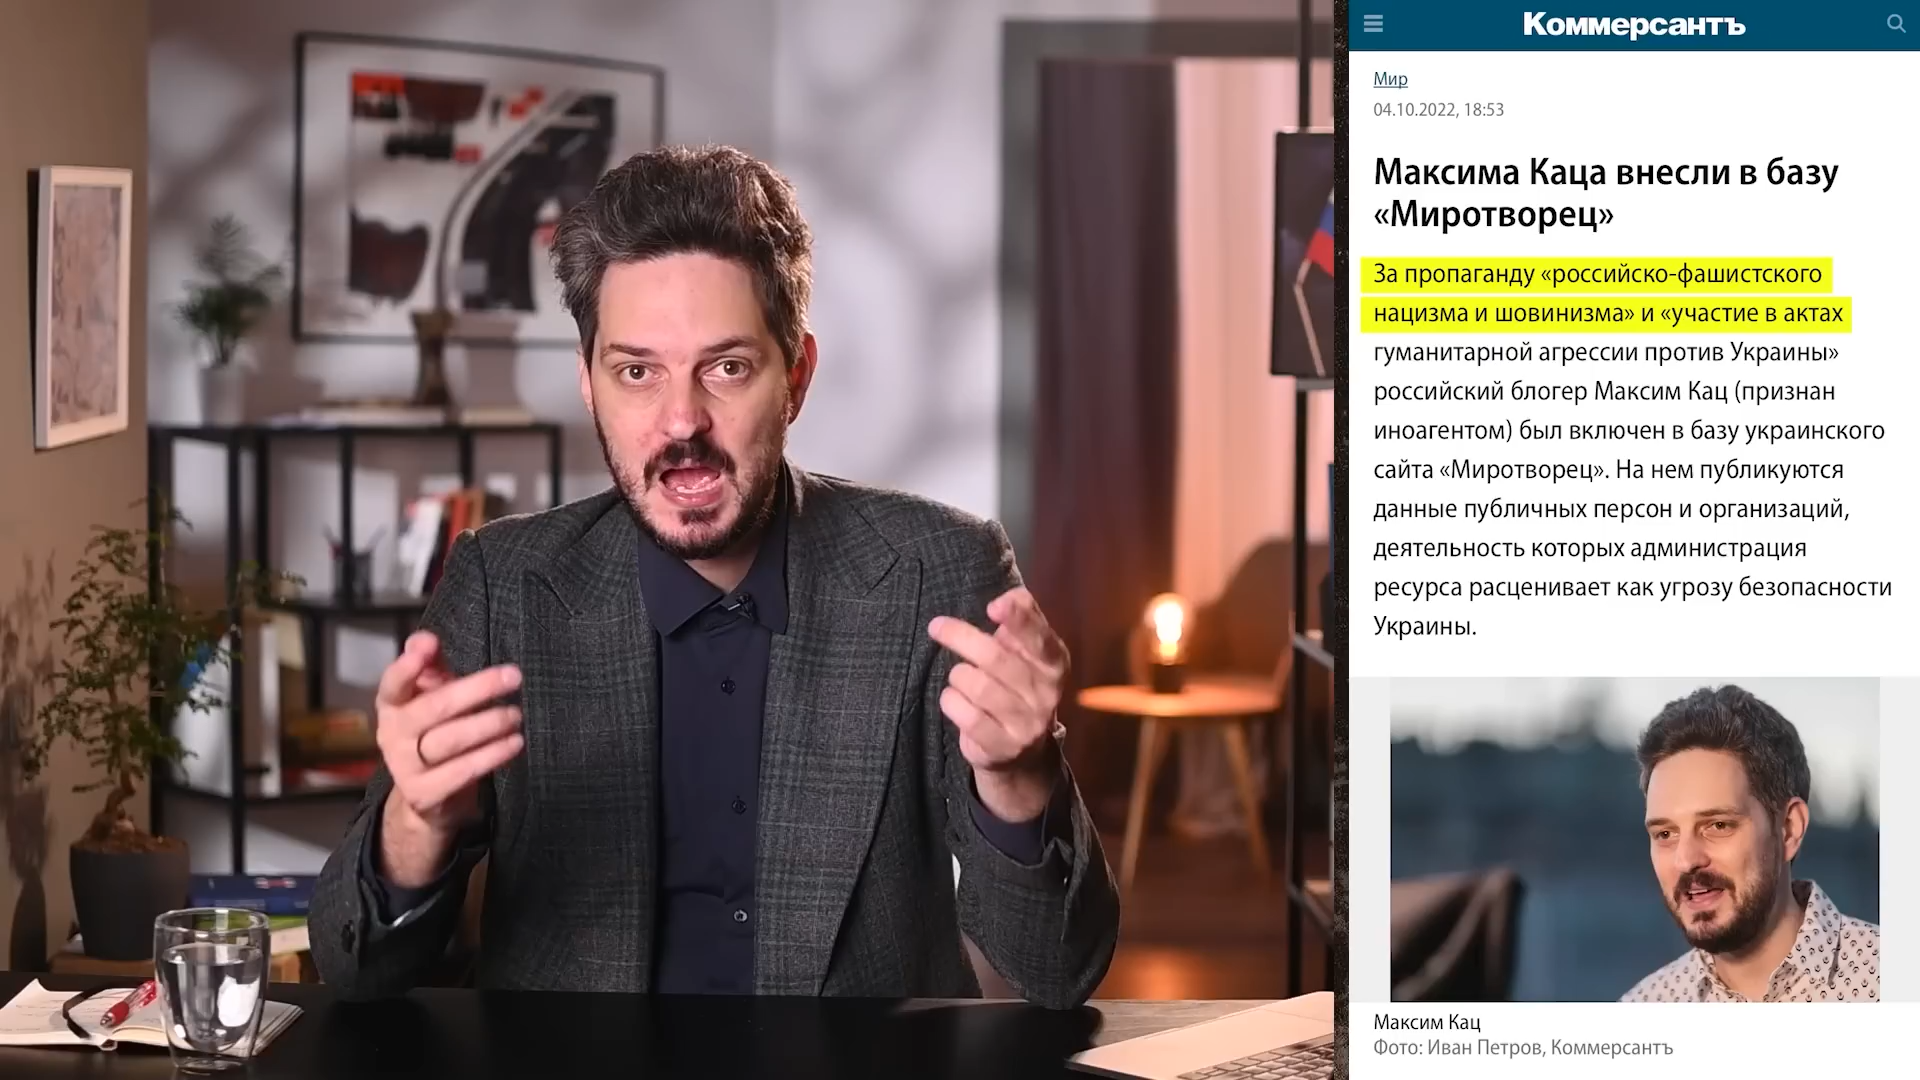 Коммерсантъ
Мир
04.10.2022, 18:53
Максима Каца внесли в базу
«Миротворец»
За пропаганду «российско-фашистского
нацизма и шовинизма» и «участие в актах
гуманитарной агрессии против Украины»
российский блогер Максим Кац (признан
иноагентом) был включен в базу украинского
сайта «Миротворец». На нем публикуются
данные публичных персон и организаций,
деятельность которых администрация
ресурса расценивает как угрозу безопасности
Украины.
Максим Кац
Фото: Иван Петров, Коммерсантъ